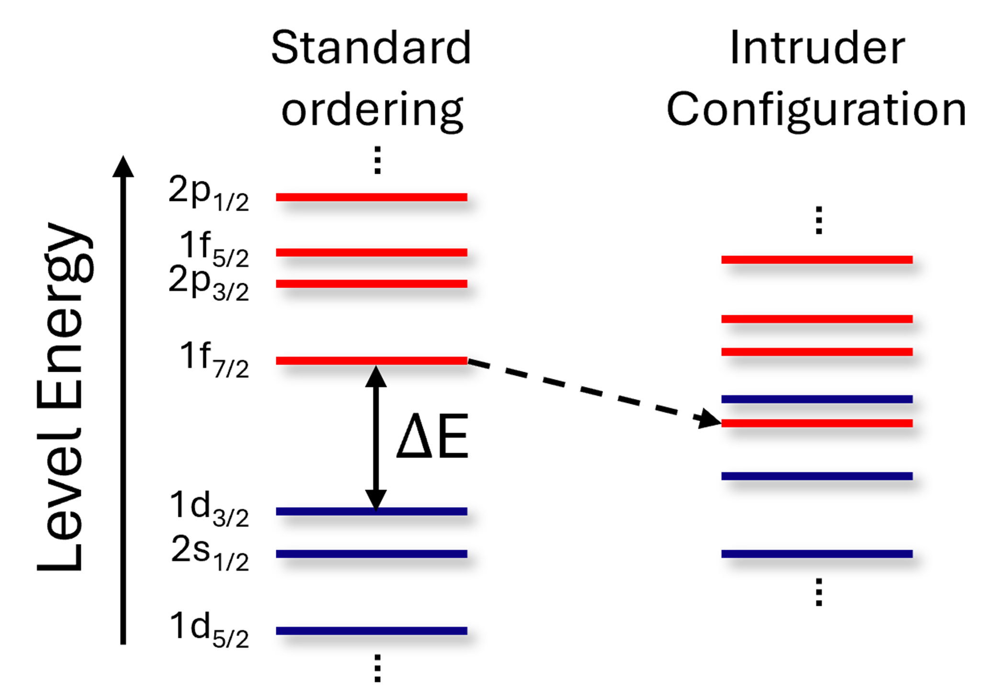 Standard
ordering
Intruder
Configuration
Level Energy
2p1/2
1f5/2
2p3/2
1f7/2
ΔE
1d3/2
2s1/2
1d5/2